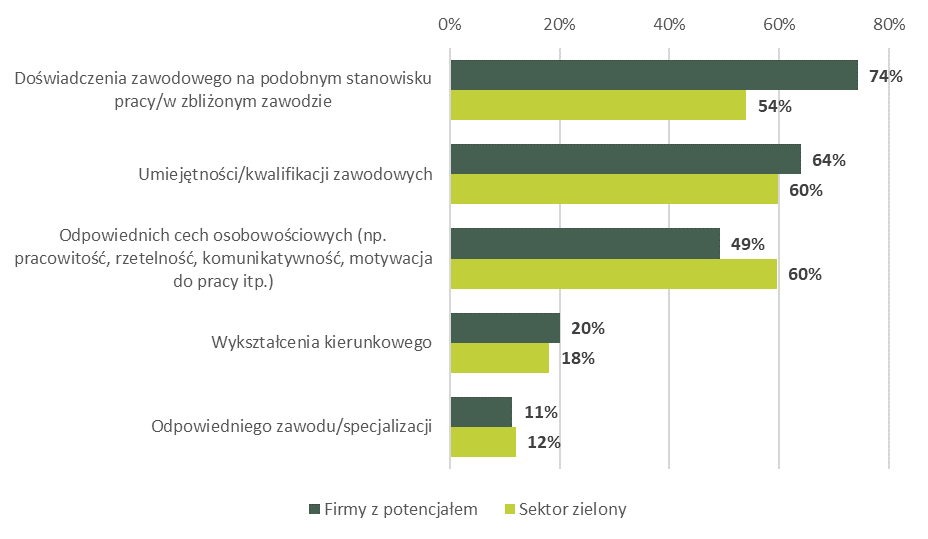 0%
20%
40%
60%
80%
Doświadczenia zawodowego na podobnym stanowisku
pracy/w zbliżonym zawodzie
74%
54%
Umiejętności/kwalifikacji zawodowych
64%
60%
Odpowiednich cech osobowościowych (np.
pracowitość, rzetelność, komunikatywność, motywacja
do pracy itp.)
49%
60%
Wykształcenia kierunkowego
20%
18%
Odpowiedniego zawodu/specjalizacji
11%
12%
Firmy z potencjałem
Sektor zielony